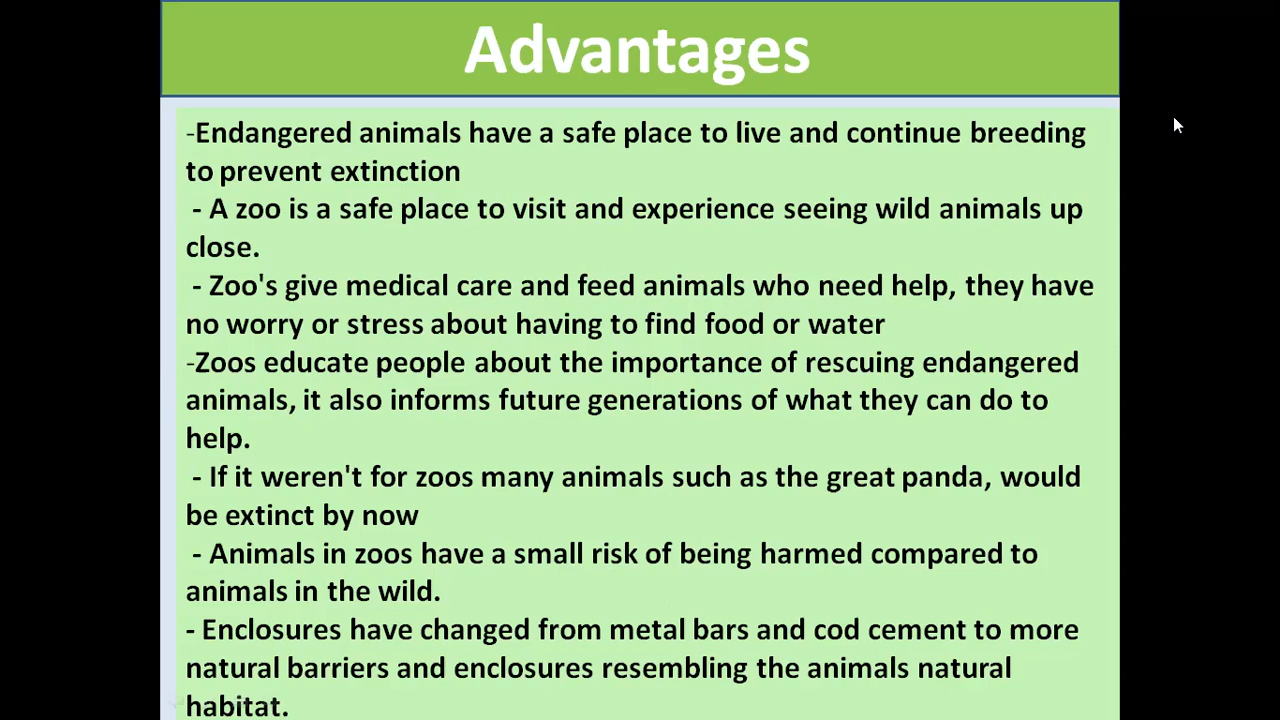 Advantages
-Endangered animals have a safe place to live and continue breeding
to prevent extinction
- A zoo is a safe place to visit and experience seeing wild animals up
close.
- Zoo's give medical care and feed animals who need help, they have
no worry or stress about having to find food or water
-Zoos educate people about the importance of rescuing endangered
animals, it also informs future generations of what they can do to
help.
- If it weren't for zoos many animals such as the great panda, would
be extinct by now
- Animals in zoos have a small risk of being harmed compared to
animals in the wild.
- Enclosures have changed from metal bars and cod cement to more
natural barriers and enclosures resembling the animals natural
habitat.